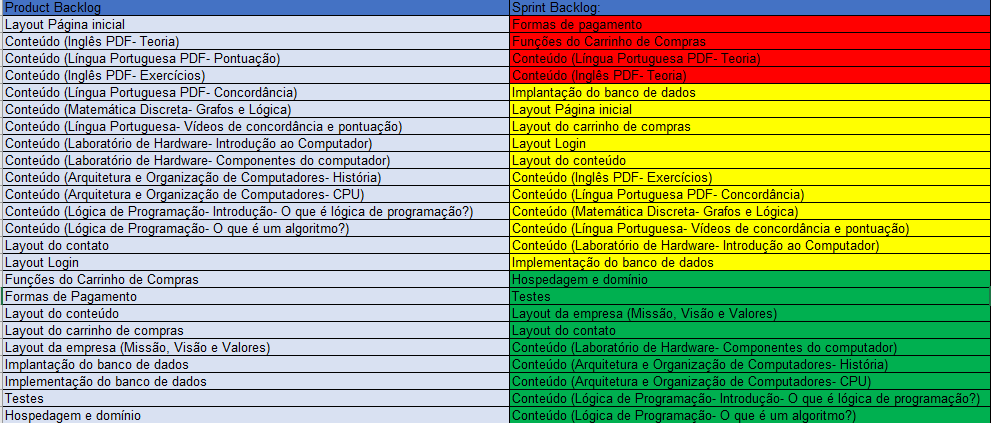 Product Backlog
Layout Página inicial
Conteúdo (Inglês PDF- Teoria)
Conteúdo (Língua Portuguesa PDF- Pontuação)
Conteúdo (Inglês PDF- Exercícios)
Conteúdo (Língua Portuguesa PDF- Concordância)
Conteúdo (Matemática Discreta- Grafos e Lógica)
Conteúdo (Língua Portuguesa- Vídeos de concordância e pontuação)
Conteúdo (Laboratório de Hardware- Introdução ao Computador)
Conteúdo (Laboratório de Hardware- Componentes do computador)
Conteúdo (Arquitetura e Organização de Computadores- História)
Conteúdo (Arquitetura e Organização de Computadores- CPU)
Conteúdo (Lógica de Programação- Introdução- O que é lógica de programação?)
Conteúdo (Lógica de Programação- O que é um algoritmo?)
Layout do contato
Layout Login
Funções do Carrinho de Compras
Formas de Pagamento
Layout do conteúdo
Layout do carrinho de compras
Layout da empresa (Missão, Visão e Valores)
Implantação do banco de dados
Implementação do banco de dados
Testes
Hospedagem e domínio
Sprint Backlog:
Formas de pagamento
Funções do Carrinho de Compras
Conteúdo (Língua Portuguesa PDF- Teoria)
Conteúdo (Inglês PDF- Teoria)
Implantação do banco de dados
Layout Página inicial
Layout do carrinho de compras
Layout Login
Layout do conteúdo
Conteúdo (Inglês PDF- Exercícios)
Conteúdo (Língua Portuguesa PDF- Concordância)
Conteúdo (Matemática Discreta- Grafos e Lógica)
Conteúdo (Língua Portuguesa- Vídeos de concordância e pontuação)
Conteúdo (Laboratório de Hardware- Introdução ao Computador)
Implementação do banco de dados
Hospedagem e domínio
Testes
Layout da empresa (Missão, Visão e Valores)
Layout do contato
Conteúdo (Laboratório de Hardware- Componentes do computador)
Conteúdo (Arquitetura e Organização de Computadores- História)
Conteúdo (Arquitetura e Organização de Computadores- CPU)
Conteúdo (Lógica de Programação- Introdução- O que é lógica de programação?)
Conteúdo (Lógica de Programação- O que é um algoritmo?)